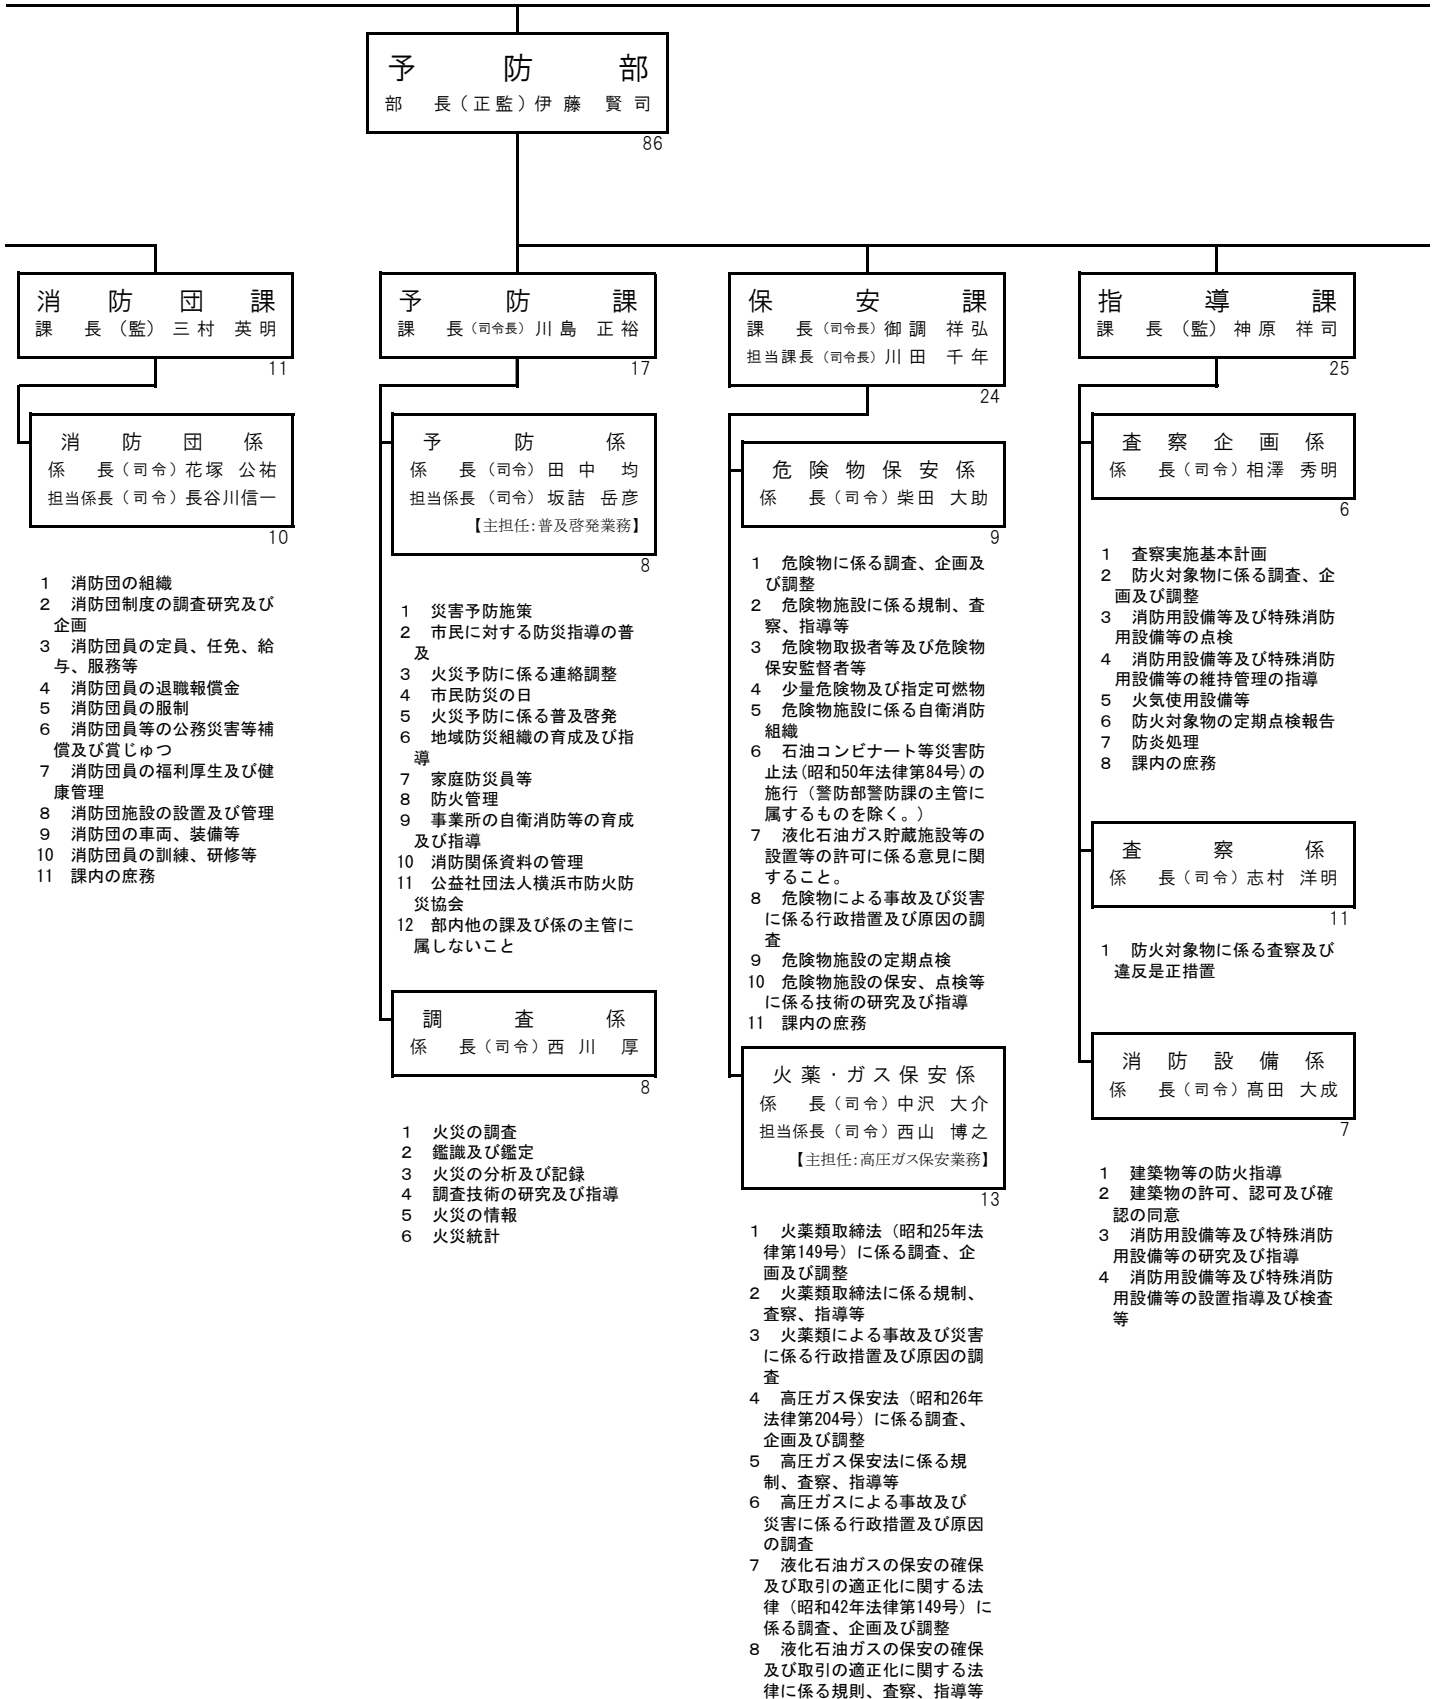 予防部
部長（正監）伊藤 賢司
86
消防団課
課長（監）三村 英明
11
消防団係
係長（司令）花塚 公祐
担当係長（司令）長谷川信一
10
1 消防団の組織
2 消防団制度の調査研究及び
企画
3 消防団員の定員、任免、給
与、服務等
4 消防団員の退職報償金
5 消防団員の服制
6 消防団員等の公務災害等補
償及び賞じゅつ
7 消防団員の福利厚生及び健
康管理
8 消防団施設の設置及び管理
9 消防団の車両、装備等
10 消防団員の訓練、研修等
11 課内の庶務
予防課
課長（司令長）川島 正裕
17
予防係
係長（司令）田中 均
担当係長（司令）坂詰 岳彦
【主担任：普及啓発業務】
8
1 災害予防施策
2 市民に対する防災指導の普
及
3 火災予防に係る連絡調整
4 市民防災の日
5 火災予防に係る普及啓発
6 地域防災組織の育成及び指
導
7 家庭防災員等
8 防火管理
9 事業所の自衛消防等の育成
及び指導
10 消防関係資料の管理
11 公益社団法人横浜市防火防
災協会
12 部内他の課及び係の主管に
属しないこと
調査係
係長（司令）西川 厚
8
1 火災の調査
2 鑑識及び鑑定
3 火災の分析及び記録
4 調査技術の研究及び指導
5 火災の情報
6 火災統計
保安課
課長（司令長）御調 祥弘
担当課長（司令長）川田 千年
24
危険物保安係
係長（司令）柴田 大助
9
1 危険物に係る調査、企画及
び調整
2 危険物施設に係る規制、査
察、指導等
3 危険物取扱者等及び危険物
保安監督者等
4 少量危険物及び指定可燃物
5 危険物施設に係る自衛消防
組織
6 石油コンビナート等災害防
止法（昭和50年法律第84号）の
施行（警防部警防課の主管に
属するものを除く。）
7 液化石油ガス貯蔵施設等の
設置等の許可に係る意見に関
すること。
8 危険物による事故及び災害
に係る行政措置及び原因の調
査
9 危険物施設の定期点検
10 危険物施設の保安、点検等
に係る技術の研究及び指導
11 課内の庶務
火薬・ガス保安係
係長（司令）中沢 大介
担当係長（司令）西山 博之
【主担任：高圧ガス保安業務】
13
1 火薬類取締法（昭和25年法
律第149号）に係る調査、企
画及び調整
2 火薬類取締法に係る規制、
査察、指導等
3 火薬類による事故及び災害
に係る行政措置及び原因の調
査
4 高圧ガス保安法（昭和26年
法律第204号）に係る調査、
企画及び調整
5 高圧ガス保安法に係る規
制、査察、指導等
6 高圧ガスによる事故及び
災害に係る行政措置及び原因
の調査
7 液化石油ガスの保安の確保
及び取引の適正化に関する法
律（昭和42年法律第149号）に
係る調査、企画及び調整
8 液化石油ガスの保安の確保
及び取引の適正化に関する法
律に係る規則、査察、指導等
指導課
課長（監）神原 祥司
25
査察企画係
係長（司令）相澤 秀明
6
1 査察実施基本計画
2 防火対象物に係る調査、企
画及び調整
3 消防用設備等及び特殊消防
用設備等の点検
4 消防用設備等及び特殊消防
用設備等の維持管理の指導
5 火気使用設備等
6 防火対象物の定期点検報告
7 防炎処理
8 課内の庶務
査察係
係長（司令）志村 洋明
11
1 防火対象物に係る査察及び
違反是正措置
消防設備係
係長（司令）髙田 大成
7
1 建築物等の防火指導
2 建築物の許可、認可及び確
認の同意
3 消防用設備等及び特殊消防
用設備等の研究及び指導
4 消防用設備等及び特殊消防
用設備等の設置指導及び検査
等